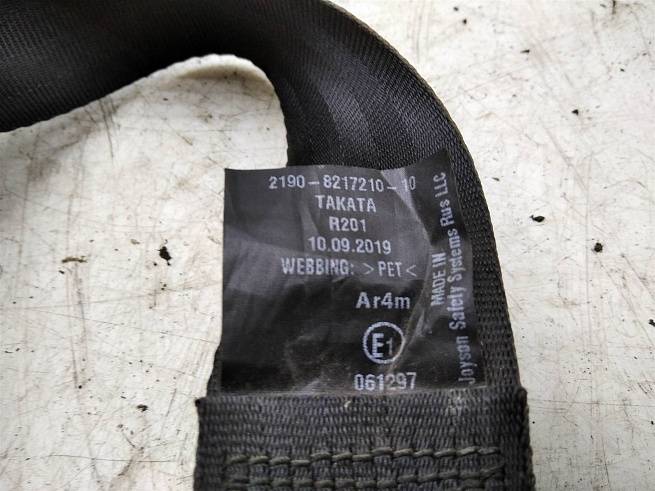 2190-8217210-10
TAKATA
R201
10.09.2019
WEBBING: >PET<
Ar4m
E1
061297
MADE IN
Joyson Safety Systems Rus LLC